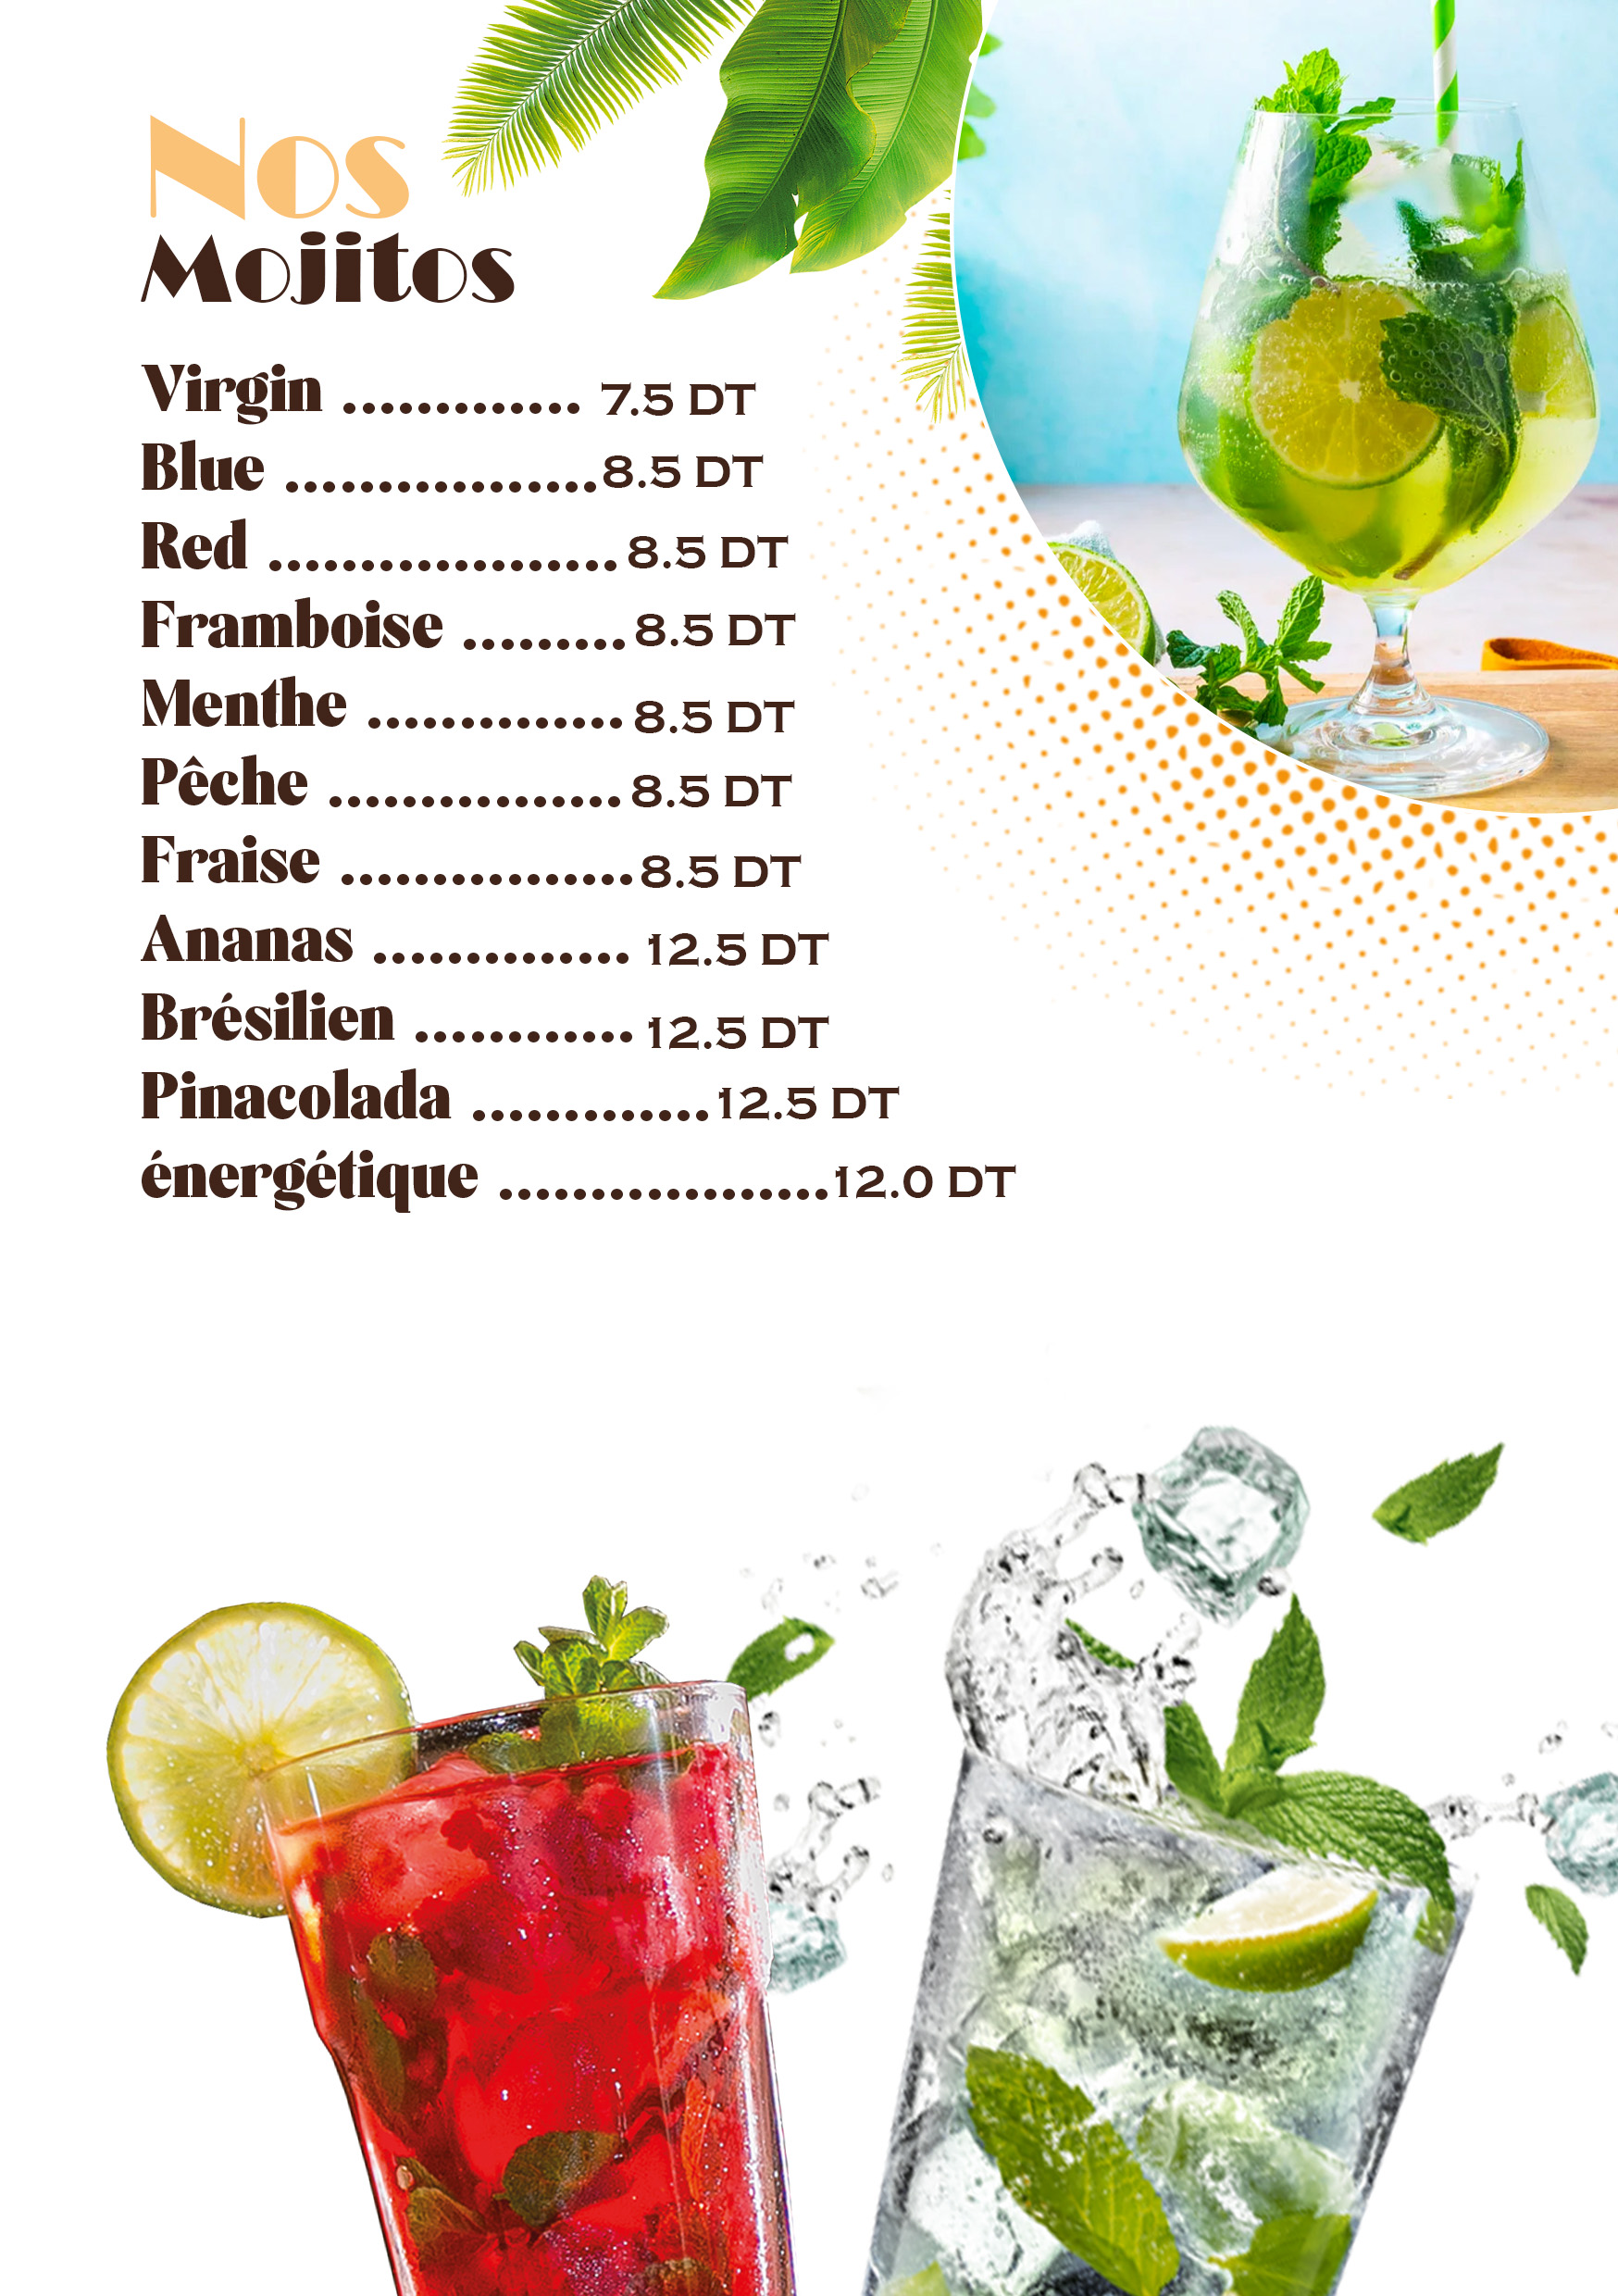 Nos
Mojitos
Virgin ............. 7.5 DT
Blue .................8.5 DT
Red ................... 8.5 DT
Framboise ......... 8.5 DT
Menthe .............. 8.5 DT
Pêche ................ 8.5 DT
Fraise ................8.5 DT
Ananas .............. 12.5 DT
Brésilien ............ 12.5 DT
Pinacolada .............12.5 DT
énergétique ..................12.0 DT